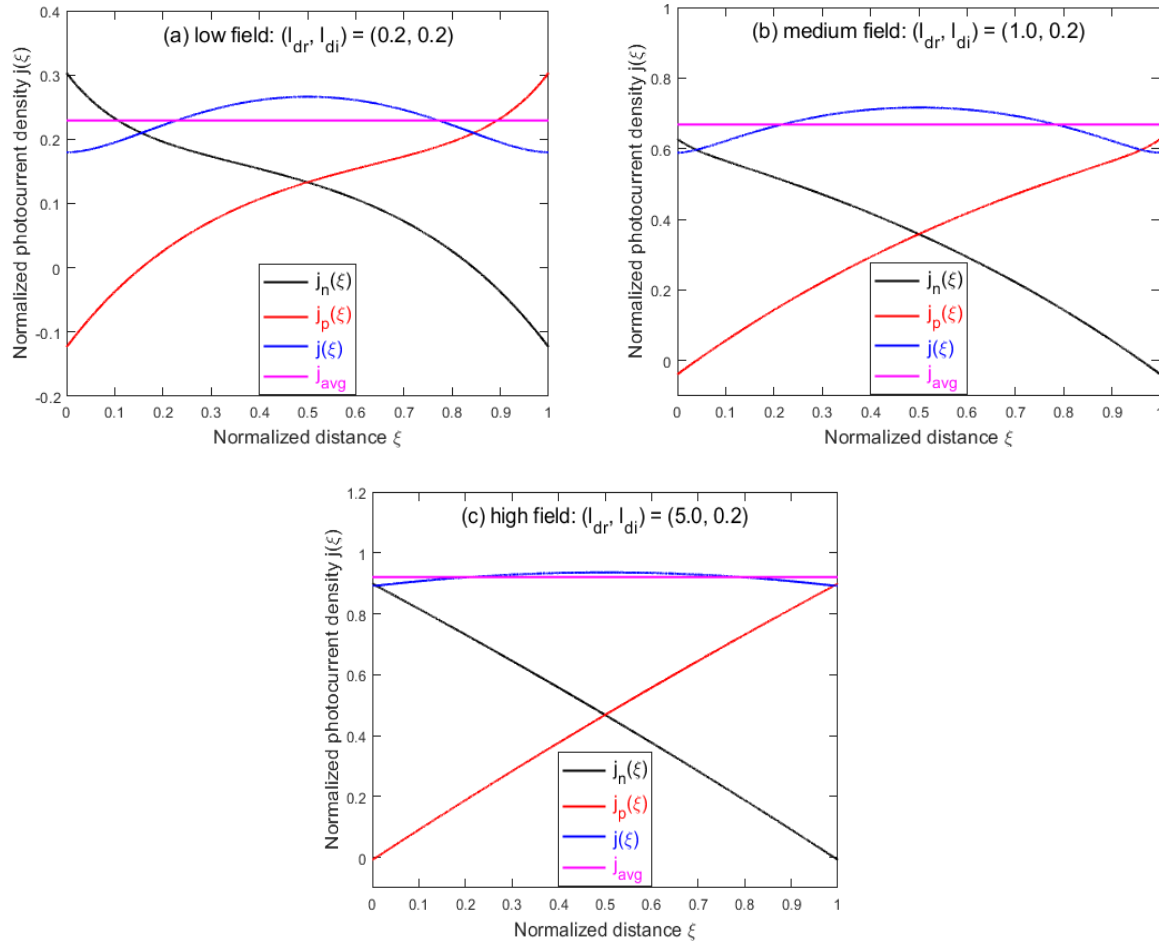 (a) low field: (l_dr, l_di) = (0.2, 0.2)
Normalized photocurrent density j(ξ)
0.4
0.3
0.2
0.1
0
-0.1
-0.2
j_n(ξ)
j_p(ξ)
j(ξ)
j_avg
0 0.1 0.2 0.3 0.4 0.5 0.6 0.7 0.8 0.9 1
Normalized distance ξ
(b) medium field: (l_dr, l_di) = (1.0, 0.2)
Normalized photocurrent density j(ξ)
1
0.8
0.6
0.4
0.2
0
j_n(ξ)
j_p(ξ)
j(ξ)
j_avg
0 0.1 0.2 0.3 0.4 0.5 0.6 0.7 0.8 0.9 1
Normalized distance ξ
(c) high field: (l_dr, l_di) = (5.0, 0.2)
Normalized photocurrent density j(ξ)
1.2
1
0.8
0.6
0.4
0.2
0
j_n(ξ)
j_p(ξ)
j(ξ)
j_avg
0 0.1 0.2 0.3 0.4 0.5 0.6 0.7 0.8 0.9 1
Normalized distance ξ